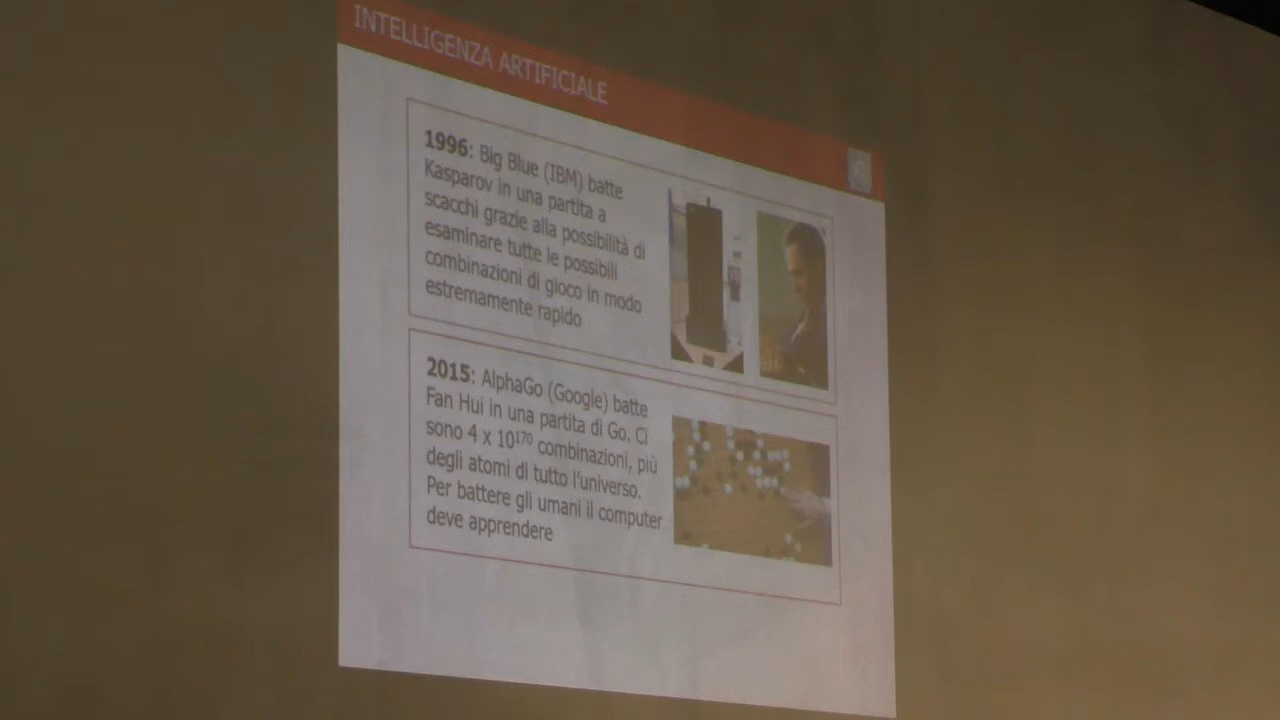 INTELLIGENZA ARTIFICIALE
1996: Big Blue (IBM) batte
Kasparov in una partita a
scacchi grazie alla possibilità di
esaminare tutte le possibili
combinazioni di gioco in modo
estremamente rapido
2015: AlphaGo (Google) batte
Fan Hui in una partita di Go. Ci
sono 4 x 10¹⁷⁰ combinazioni, più
degli atomi di tutto l'universo.
Per battere gli umani il computer
deve apprendere